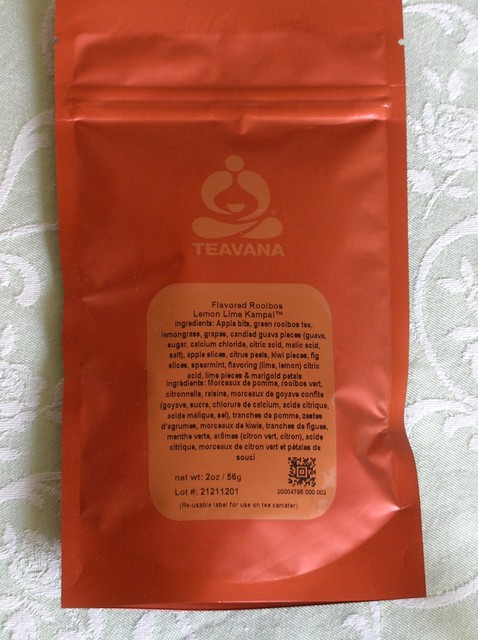 TEAVANA
Flavored Rooibos
Lemon Lime Kampai™
Ingredients: Apple bits, green rooibos tea,
lemongrass, grapes, candied guava pieces (guava,
sugar, calcium chloride, citric acid, malic acid,
salt), apple slices, citrus peels, kiwi pieces, fig
slices, spearmint, flavoring (lime, lemon) citric
acid, lime pieces & marigold petals
Ingrédients: Morceaux de pomme, rooibos vert,
citronnelle, raisins, morceaux de goyave confite
(goyave, sucre, chlorure de calcium, acide citrique,
acide malique, sel), tranches de pomme, zestes
d'agrumes, morceaux de kiwis, tranches de figues,
menthe verte, arômes (citron vert, citron), acide
citrique, morceaux de citron vert et pétales de
souci
net wt: 2oz / 56g
Lot #: 21211201
20004766 000 002
(Re-usable label for use on tea canister)